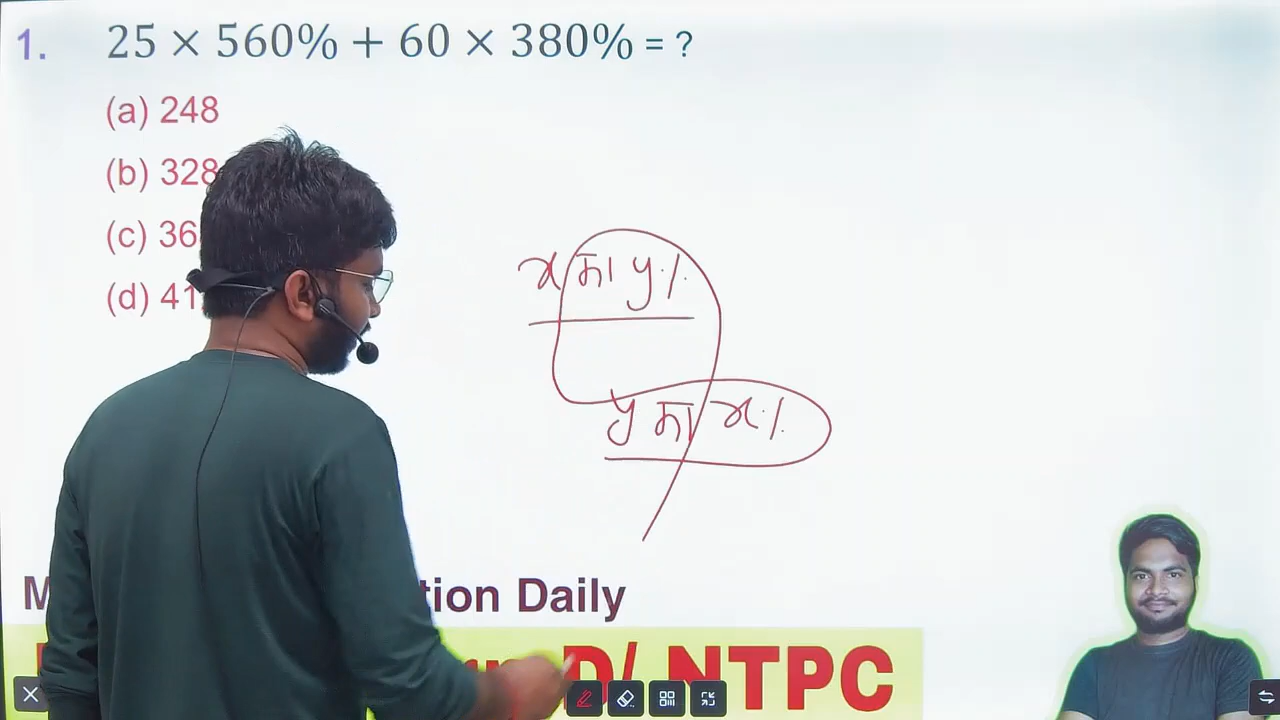 1. 25 × 560% + 60 × 380% = ?
(a) 248
(b) 328
(c) 36
(d) 41
x का y%
y का x%
tion Daily
D/ NTPC